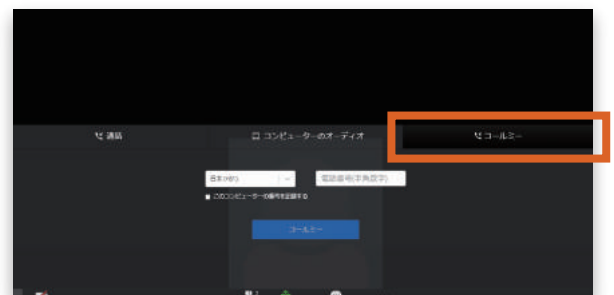 通話
コンピューターのオーディオ
コールミー
日本(+81)
電話番号(半角数字)
このコンピューターの番号を記録する
コールミー